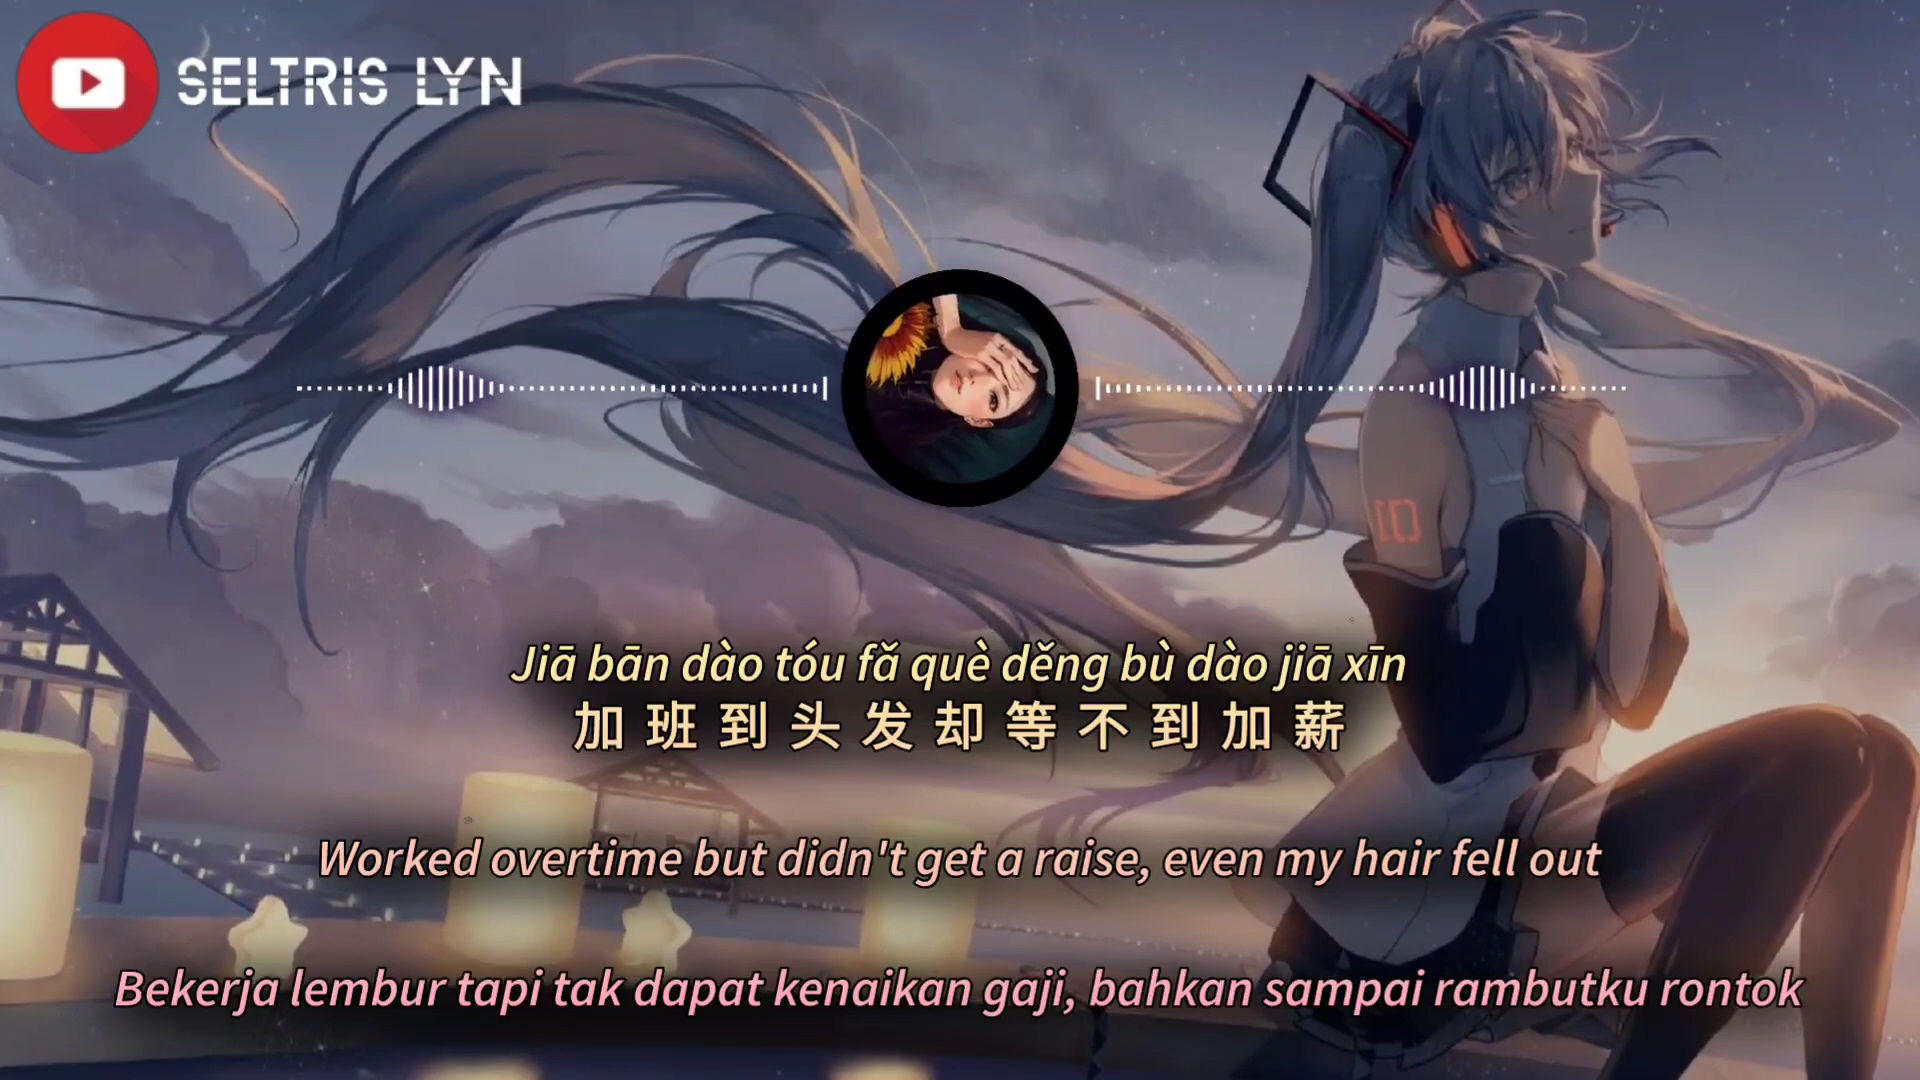 SELTRIS LYN
Jiā bān dào tóu fǎ què děng bù dào jiā xīn
加班到头发却等不到加薪
Worked overtime but didn't get a raise, even my hair fell out
Bekerja lembur tapi tak dapat kenaikan gaji, bahkan sampai rambutku rontok